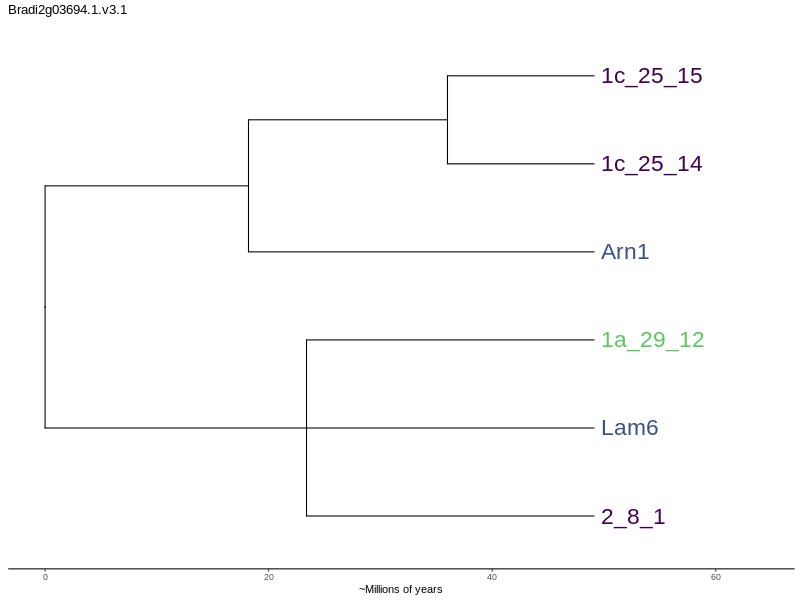 Bradi2g03694.1.v3.1
1c_25_15
1c_25_14
Arn1
1a_29_12
Lam6
2_8_1
0 20 40 60
~Millions of years